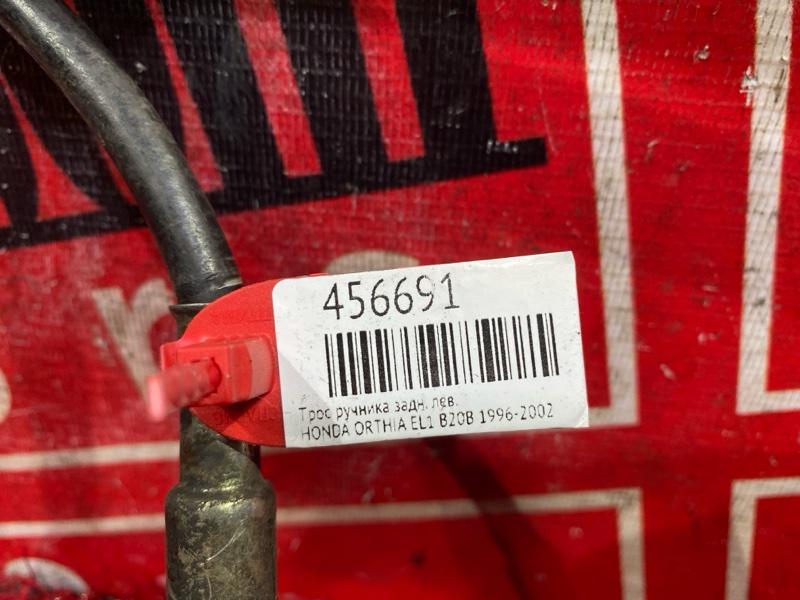 456691
Трос ручника задн. лев.
HONDA ORTHIA EL1 B20B 1996-2002